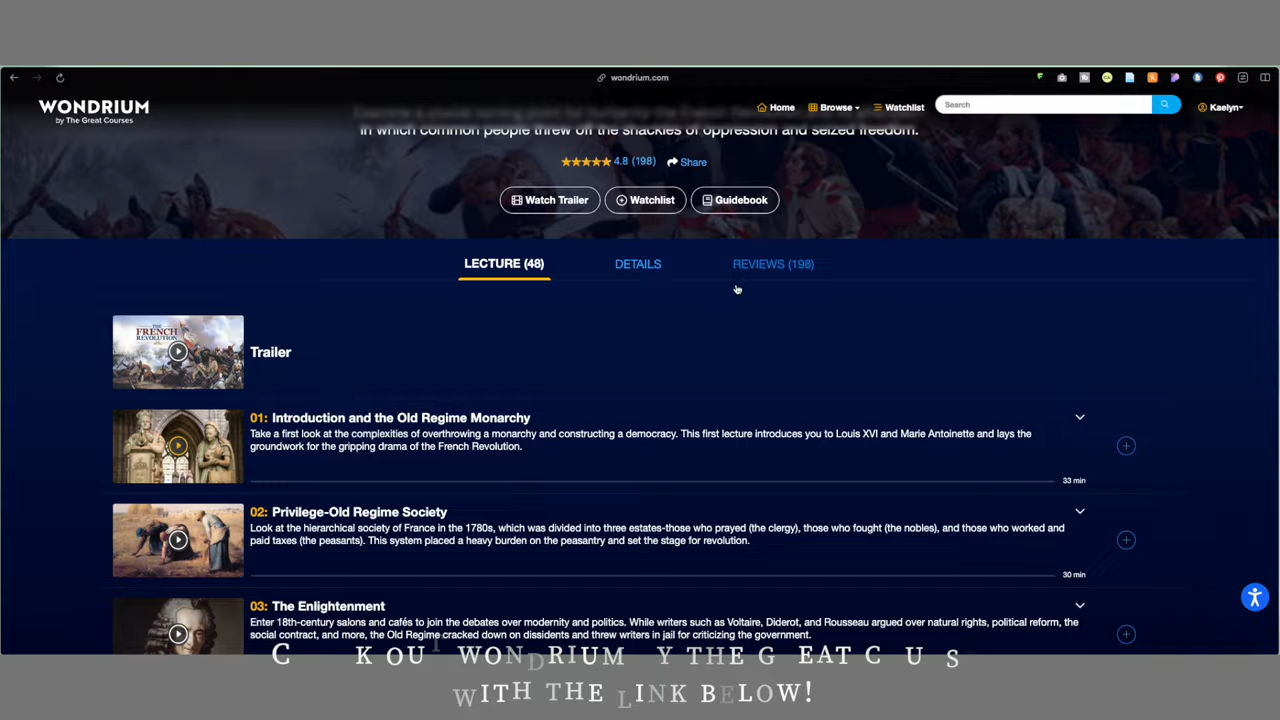 wondrium.com
WONDRIUM
by The Great Courses
Home
Browse
Watchlist
Search
Kaelyn
in which common people threw off the shackles of oppression and seized freedom.
4.8 (198)
Share
Watch Trailer
Watchlist
Guidebook
LECTURE (48)
DETAILS
REVIEWS (198)
THE
FRENCH
REVOLUTION
Trailer
01: Introduction and the Old Regime Monarchy
Take a first look at the complexities of overthrowing a monarchy and constructing a democracy. This first lecture introduces you to Louis XVI and Marie Antoinette and lays the
groundwork for the gripping drama of the French Revolution.
33 min
02: Privilege-Old Regime Society
Look at the hierarchical society of France in the 1780s, which was divided into three estates-those who prayed (the clergy), those who fought (the nobles), and those who worked and
paid taxes (the peasants). This system placed a heavy burden on the peasantry and set the stage for revolution.
30 min
03: The Enlightenment
Enter 18th-century salons and cafés to join the debates over modernity and politics. While writers such as Voltaire, Diderot, and Rousseau argued over natural rights, political reform, the
social contract, and more, the Old Regime cracked down on dissidents and threw writers in jail for criticizing the government.
WONDRIUM THE
WITH THE LINK BELOW!